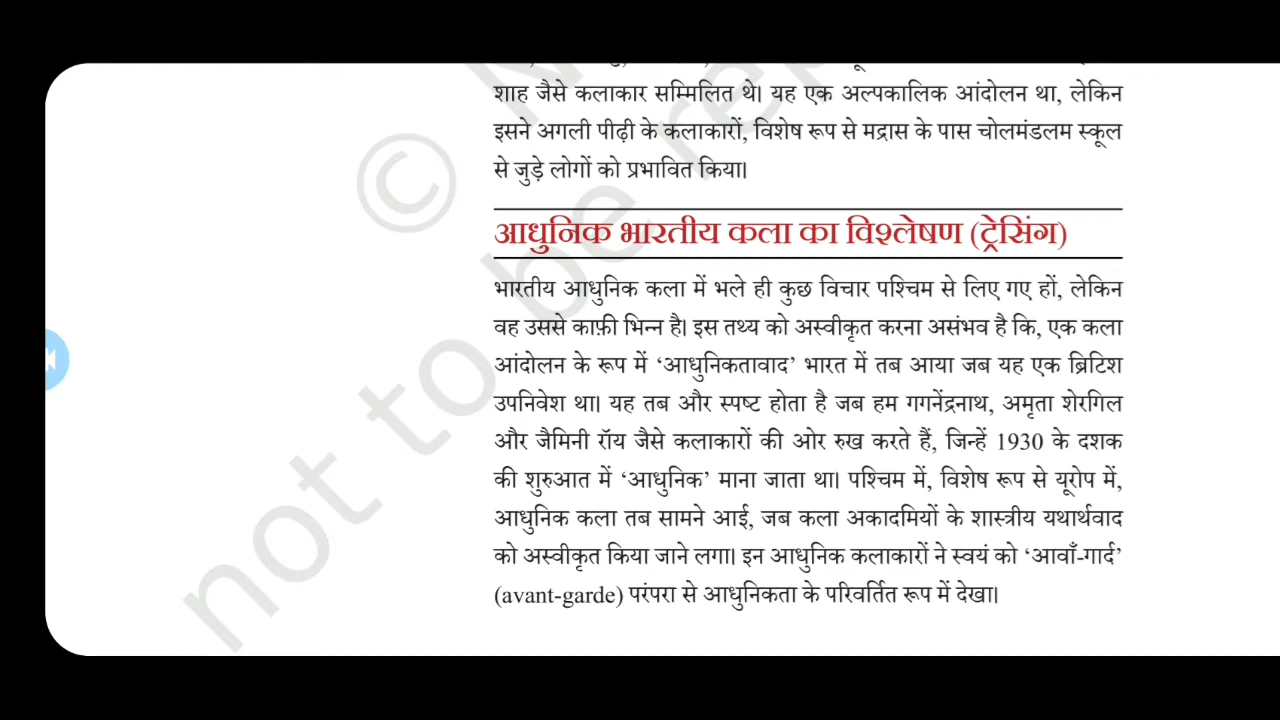 शाह जैसे कलाकार सम्मिलित थे। यह एक अल्पकालिक आंदोलन था, लेकिन
इसने अगली पीढ़ी के कलाकारों, विशेष रूप से मद्रास के पास चोलमंडलम स्कूल
से जुड़े लोगों को प्रभावित किया।
आधुनिक भारतीय कला का विश्लेषण (ट्रेसिंग)
भारतीय आधुनिक कला में भले ही कुछ विचार पश्चिम से लिए गए हों, लेकिन
वह उससे काफ़ी भिन्न है। इस तथ्य को अस्वीकृत करना असंभव है कि, एक कला
आंदोलन के रूप में ‘आधुनिकतावाद’ भारत में तब आया जब यह एक ब्रिटिश
उपनिवेश था। यह तब और स्पष्ट होता है जब हम गगनेंद्रनाथ, अमृता शेरगिल
और जैमिनी रॉय जैसे कलाकारों की ओर रुख करते हैं, जिन्हें 1930 के दशक
की शुरुआत में ‘आधुनिक’ माना जाता था। पश्चिम में, विशेष रूप से यूरोप में,
आधुनिक कला तब सामने आई, जब कला अकादमियों के शास्त्रीय यथार्थवाद
को अस्वीकृत किया जाने लगा। इन आधुनिक कलाकारों ने स्वयं को ‘आवाँ-गार्द’
(avant-garde) परंपरा से आधुनिकता के परिवर्तित रूप में देखा।
©
not to be rep